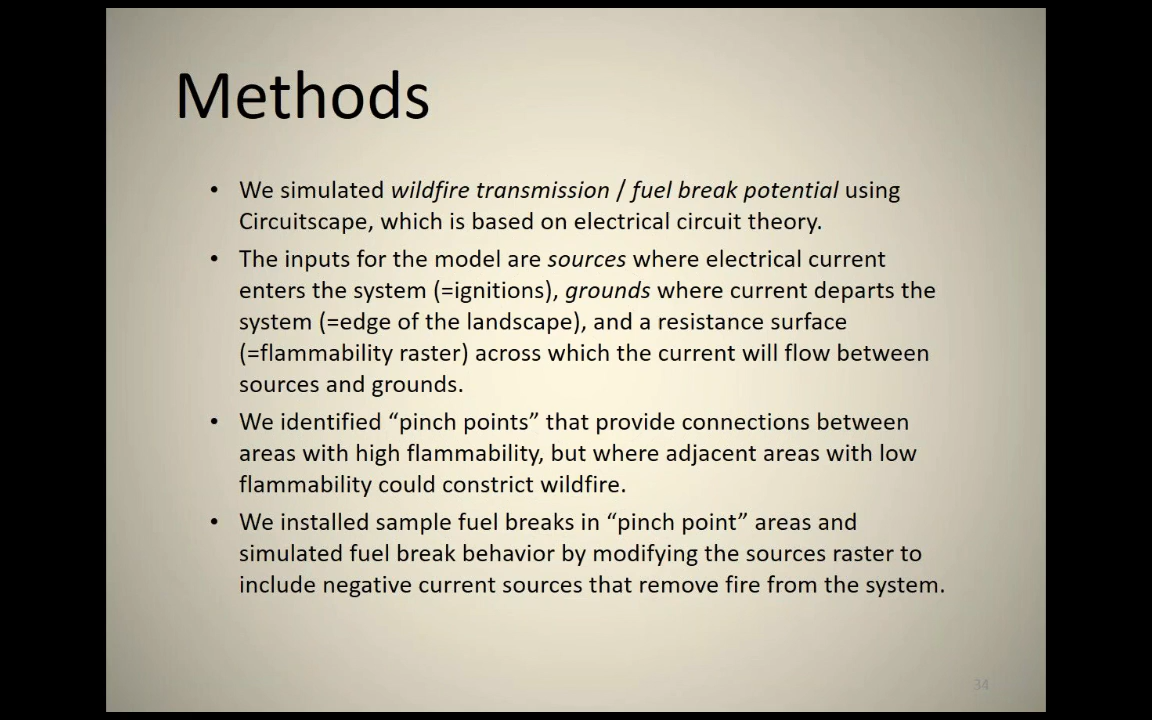 Methods
• We simulated wildfire transmission / fuel break potential using
Circuitscape, which is based on electrical circuit theory.
• The inputs for the model are sources where electrical current
enters the system (=ignitions), grounds where current departs the
system (=edge of the landscape), and a resistance surface
(=flammability raster) across which the current will flow between
sources and grounds.
• We identified “pinch points” that provide connections between
areas with high flammability, but where adjacent areas with low
flammability could constrict wildfire.
• We installed sample fuel breaks in “pinch point” areas and
simulated fuel break behavior by modifying the sources raster to
include negative current sources that remove fire from the system.
34